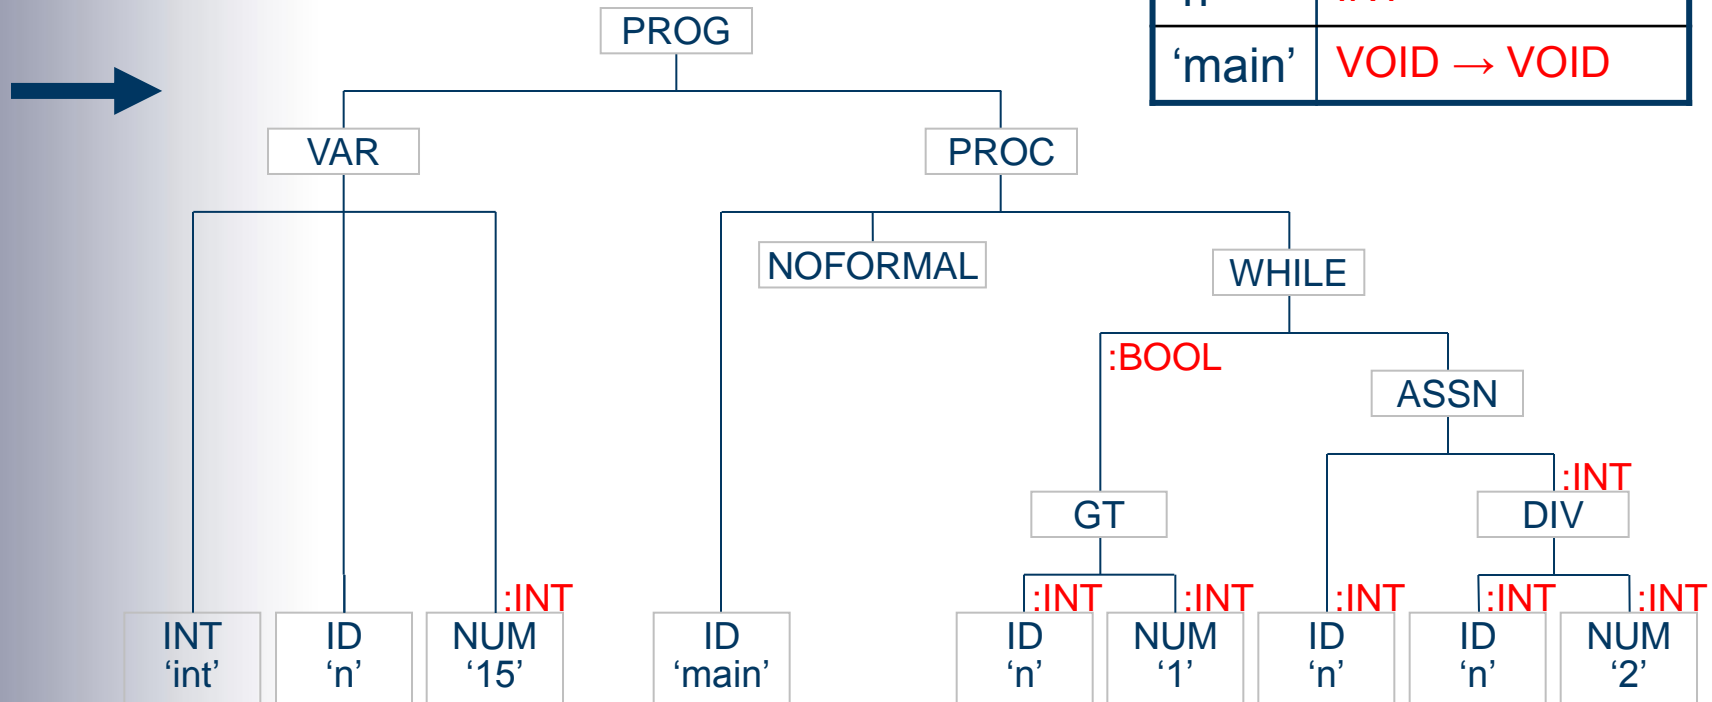 'n' INT
PROG
‘main’ VOID → VOID
VAR PROC
NOFORMAL WHILE
:BOOL
ASSN
:INT
GT DIV
:INT :INT :INT :INT :INT :INT
INT ID NUM ID ID NUM ID ID NUM
‘int’ ‘n’ ‘15’ ‘main’ ‘n’ ‘1’ ‘n’ ‘n’ ‘2’